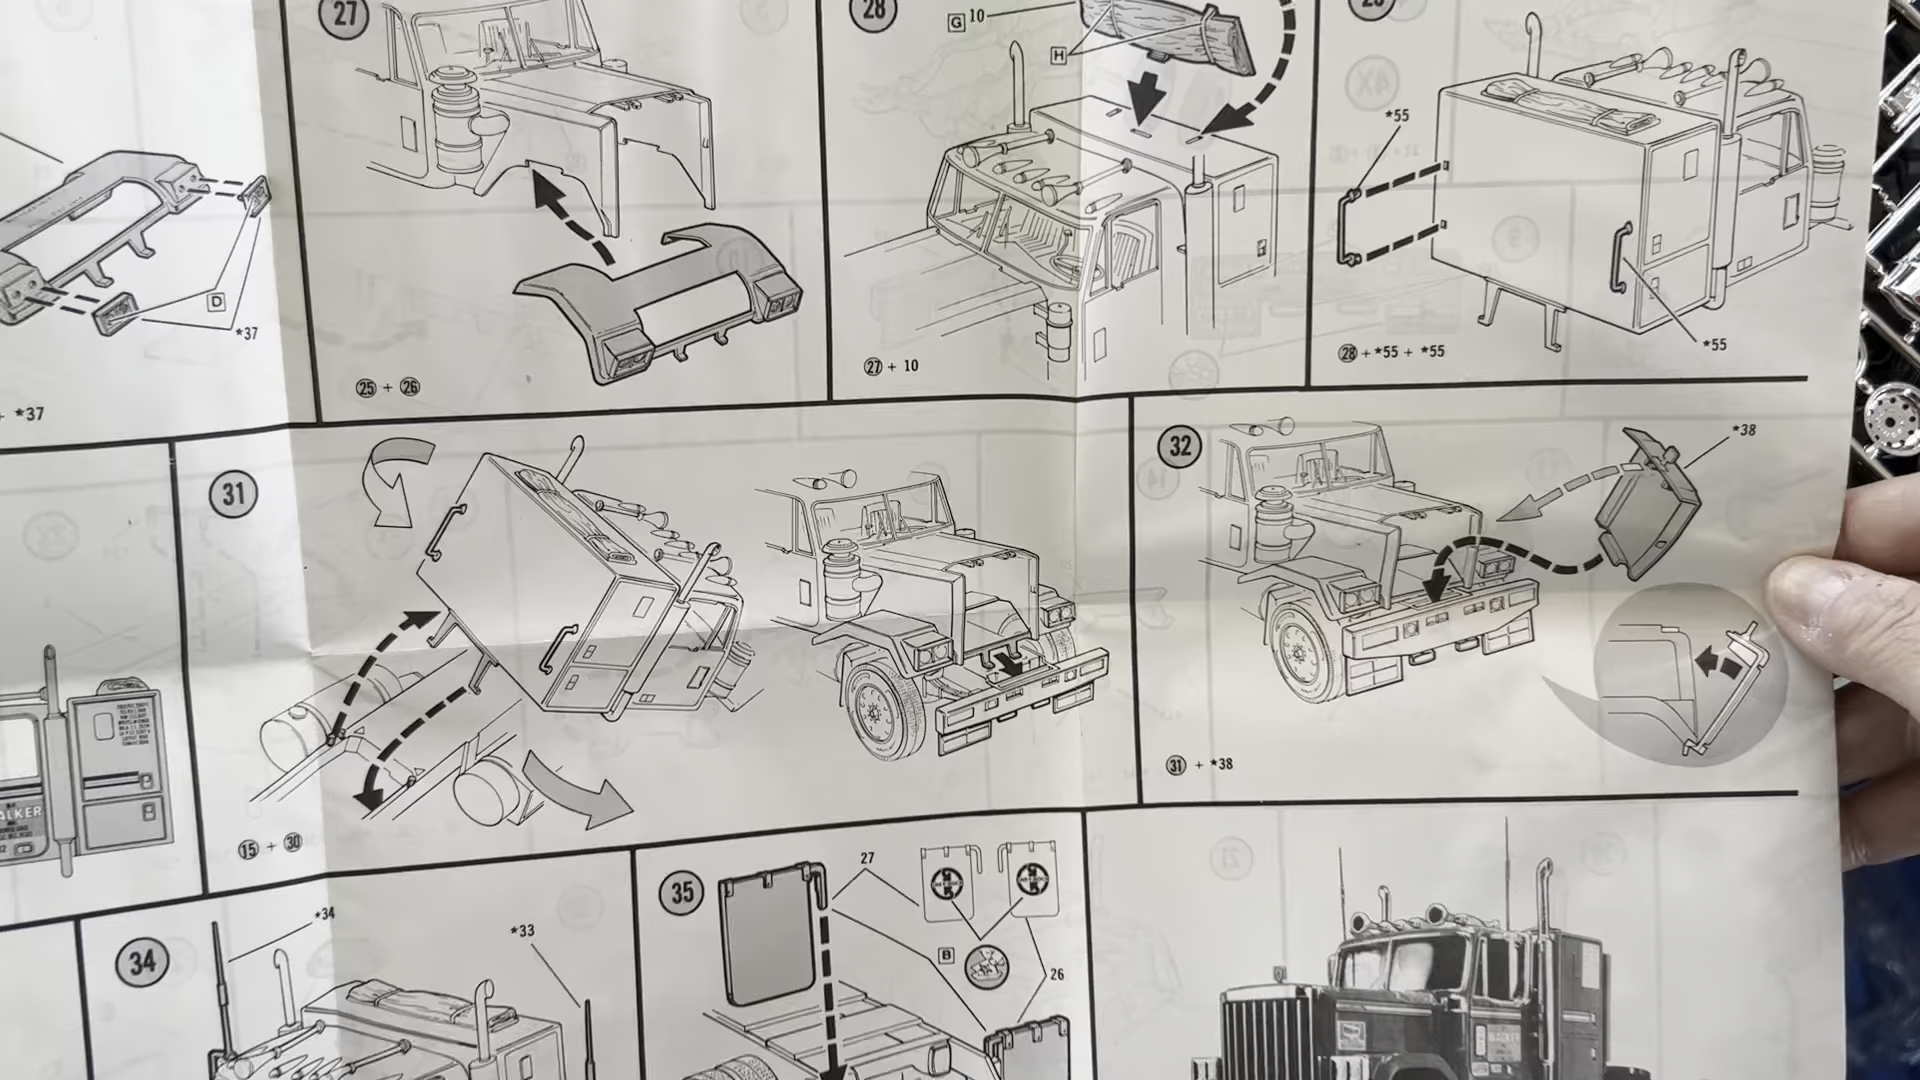 27
28
G 10
H
*55
*55
D
*37
+ *37
25 + 26
27 + 10
28 + *55 + *55
31
32
*38
15 + 30
31 + *38
ALKER
34
*34
*33
35
27
B
26